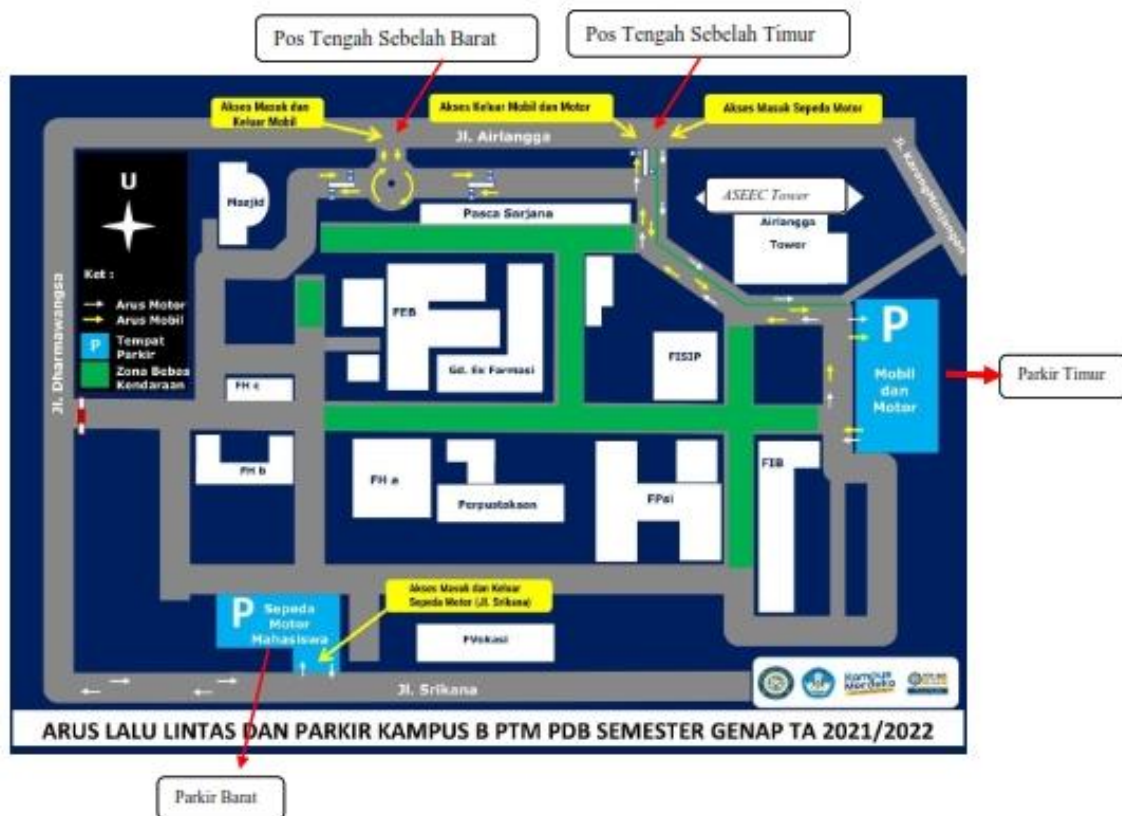 Pos Tengah Sebelah Barat
Pos Tengah Sebelah Timur
Akses Masuk dan
Keluar Mobil
Akses Keluar Mobil dan Motor
Akses Masuk Sepeda Motor
Jl. Airlangga
Jl. KarangMenjangan
U
Masjid
ASEEC Tower
Airlangga
Tower
Pasca Sarjana
Jl. Dharmawangsa
Ket :
Arus Motor
Arus Mobil
P
Tempat
Parkir
Zona Bebas
Kendaraan
FEB
Gd. Ex Farmasi
FISIP
P
Mobil
dan
Motor
Parkir Timur
FH c
FH b
FH a
Perpustakaan
FPsi
FIB
Akses Masuk dan Keluar
Sepeda Motor (Jl. Srikana)
P
Sepeda
Motor
Mahasiswa
FVokasi
Jl. Srikana
Kampus
Merdeka
ARUS LALU LINTAS DAN PARKIR KAMPUS B PTM PDB SEMESTER GENAP TA 2021/2022
Parkir Barat